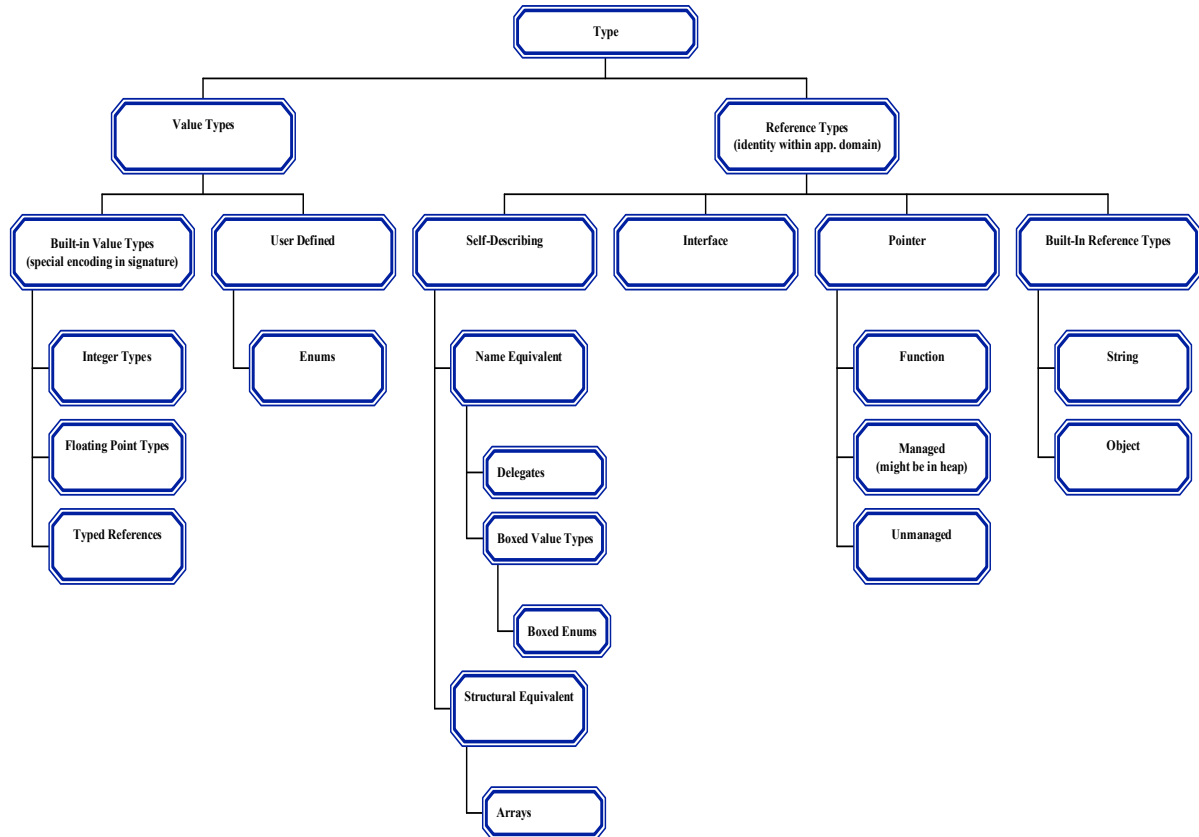 Type
Value Types
Reference Types
(identity within app. domain)
Built-in Value Types
(special encoding in signature)
User Defined
Self-Describing
Interface
Pointer
Built-In Reference Types
Integer Types
Enums
Name Equivalent
Function
String
Floating Point Types
Delegates
Managed
(might be in heap)
Object
Typed References
Boxed Value Types
Unmanaged
Boxed Enums
Structural Equivalent
Arrays